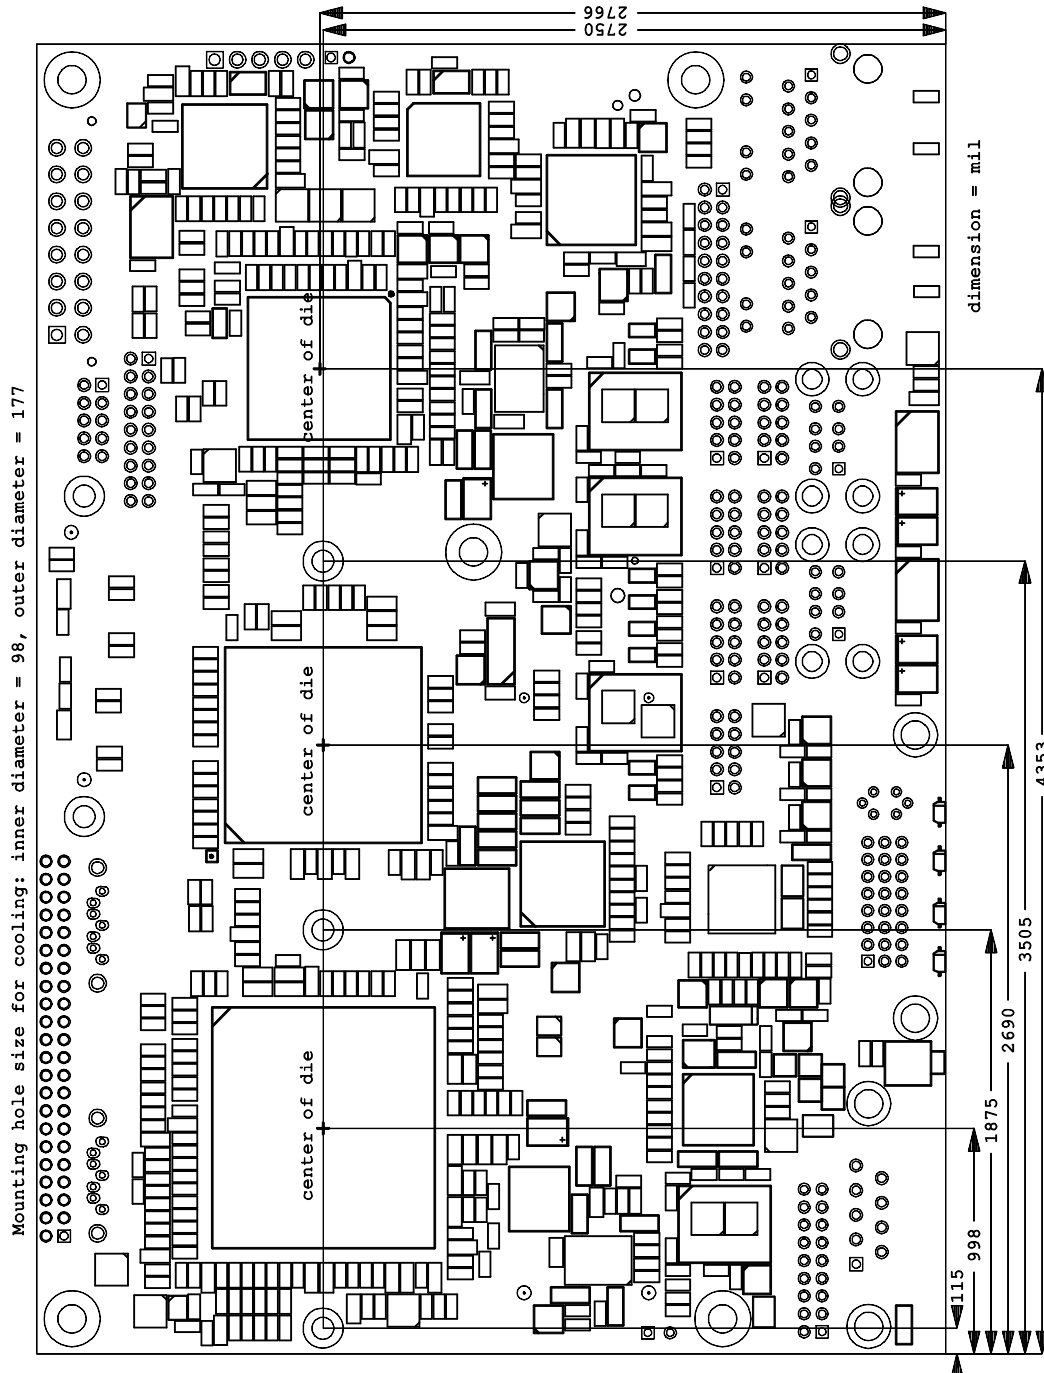 2766
2750
dimension = mil
Mounting hole size for cooling: inner diameter = 98, outer diameter = 177
center of die
center of die
center of die
4353
3505
2690
1875
998
115